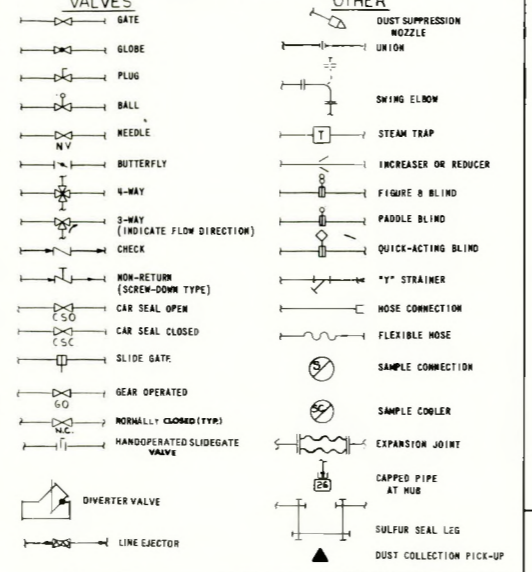 VALVES
GATE
GLOBE
PLUG
BALL
NEEDLE
NV
BUTTERFLY
4-WAY
3-WAY
(INDICATE FLOW DIRECTION)
CHECK
NON-RETURN
(SCREW-DOWN TYPE)
CAR SEAL OPEN
CSO
CAR SEAL CLOSED
CSC
SLIDE GATE
GEAR OPERATED
GO
NORMALLY CLOSED (TYP.)
N.C.
HANDOPERATED SLIDEGATE
VALVE
DIVERTER VALVE
LINE EJECTOR
OTHER
DUST SUPPRESSION
NOZZLE
UNION
SWING ELBOW
T
STEAM TRAP
INCREASER OR REDUCER
FIGURE 8 BLIND
PADDLE BLIND
QUICK-ACTING BLIND
"Y" STRAINER
HOSE CONNECTION
FLEXIBLE HOSE
S
SAMPLE CONNECTION
SC
SAMPLE COOLER
EXPANSION JOINT
CAPPED PIPE
AT HUB
26
SULFUR SEAL LEG
DUST COLLECTION PICK-UP